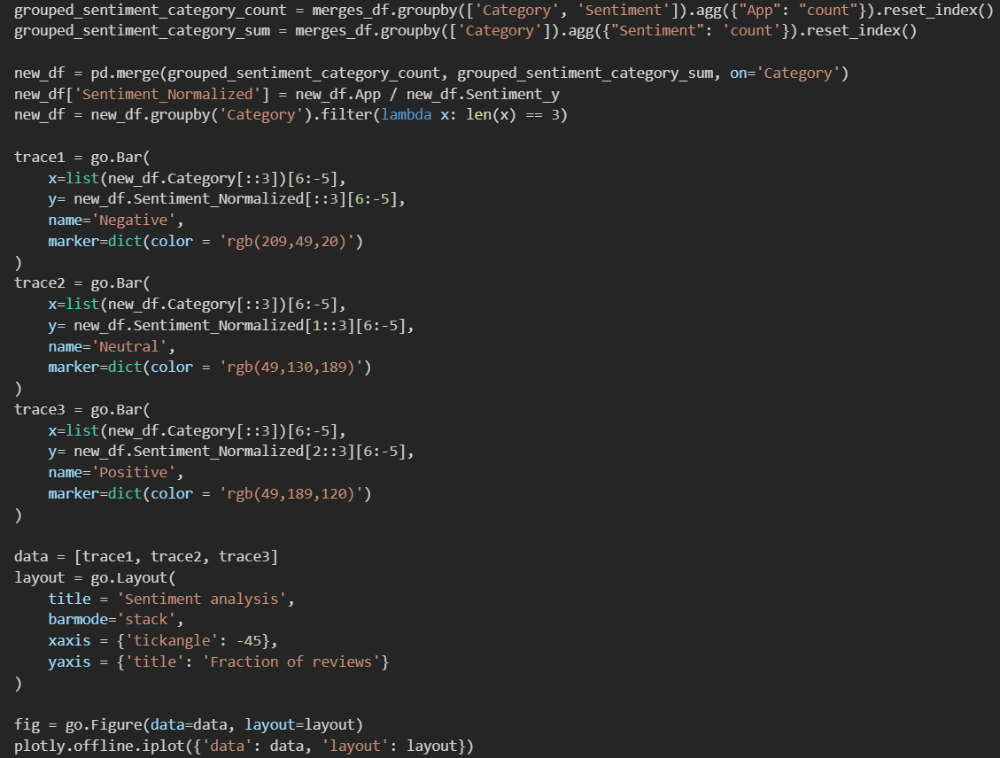 grouped_sentiment_category_count = merges_df.groupby(['Category', 'Sentiment']).agg({"App": "count"}).reset_index()
grouped_sentiment_category_sum = merges_df.groupby(['Category']).agg({"Sentiment": 'count'}).reset_index()

new_df = pd.merge(grouped_sentiment_category_count, grouped_sentiment_category_sum, on='Category')
new_df['Sentiment_Normalized'] = new_df.App / new_df.Sentiment_y
new_df = new_df.groupby('Category').filter(lambda x: len(x) == 3)

trace1 = go.Bar(
    x=list(new_df.Category[::3])[6:-5],
    y= new_df.Sentiment_Normalized[::3][6:-5],
    name='Negative',
    marker=dict(color = 'rgb(209,49,20)')
)
trace2 = go.Bar(
    x=list(new_df.Category[::3])[6:-5],
    y= new_df.Sentiment_Normalized[1::3][6:-5],
    name='Neutral',
    marker=dict(color = 'rgb(49,130,189)')
)
trace3 = go.Bar(
    x=list(new_df.Category[::3])[6:-5],
    y= new_df.Sentiment_Normalized[2::3][6:-5],
    name='Positive',
    marker=dict(color = 'rgb(49,189,120)')
)

data = [trace1, trace2, trace3]
layout = go.Layout(
    title = 'Sentiment analysis',
    barmode='stack',
    xaxis = {'tickangle': -45},
    yaxis = {'title': 'Fraction of reviews'}
)

fig = go.Figure(data=data, layout=layout)
plotly.offline.iplot({'data': data, 'layout': layout})